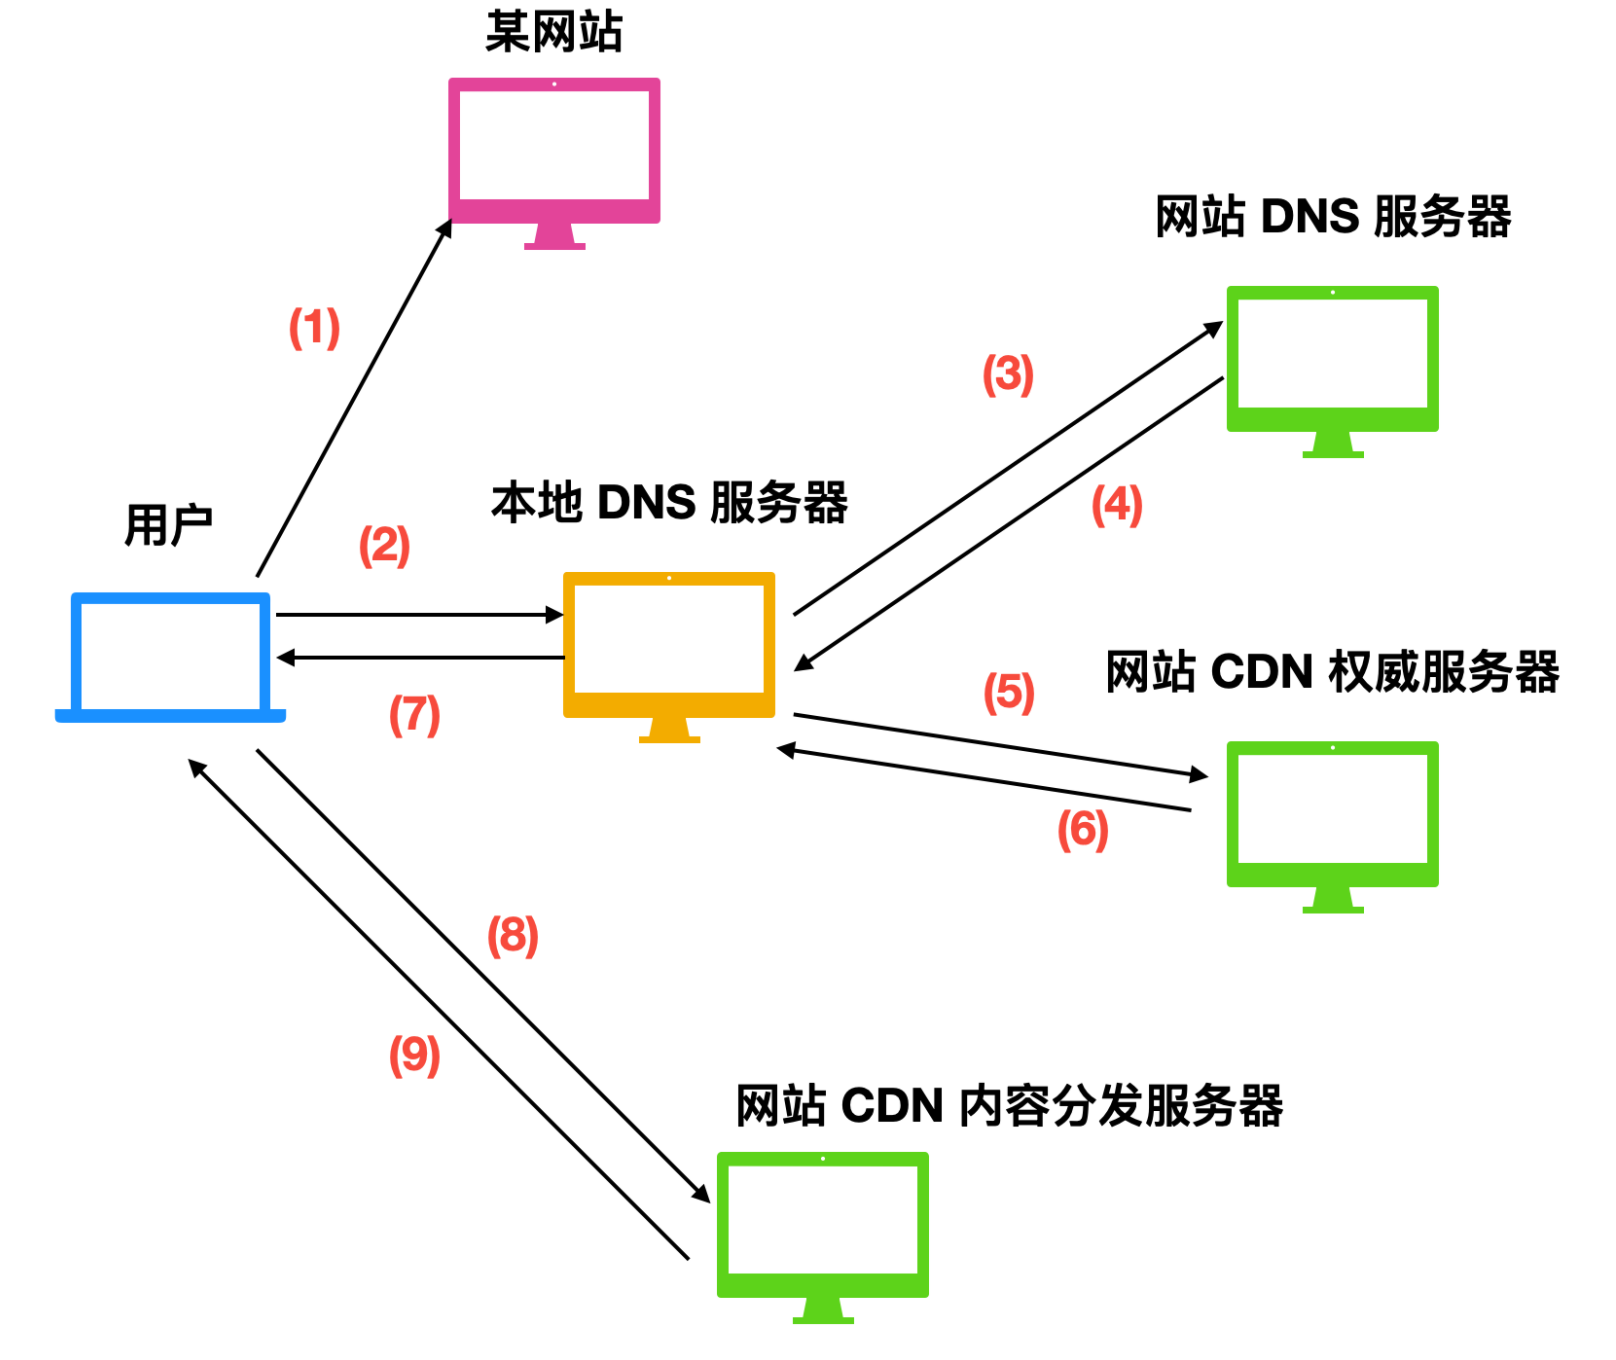 某网站
网站 DNS 服务器
(1)
(3)
本地 DNS 服务器
(4)
用户
(2)
网站 CDN 权威服务器
(5)
(7)
(6)
(8)
(9)
网站 CDN 内容分发服务器